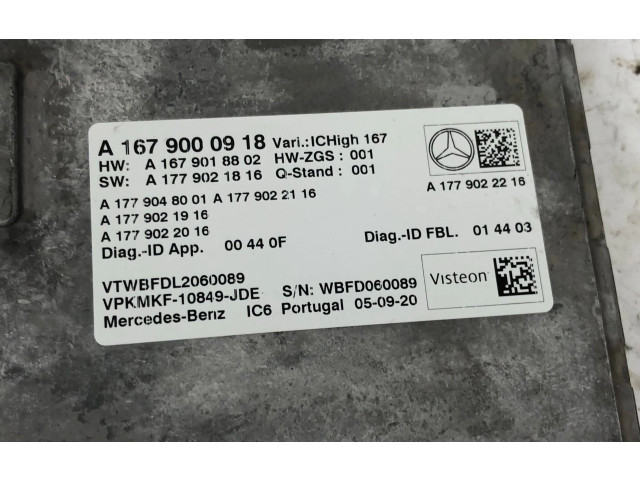 A 167 900 09 18 Vari.:ICHigh 167
HW: A 167 901 88 02 HW-ZGS : 001
SW: A 177 902 18 16 Q-Stand : 001
A 177 902 22 16
A 177 904 80 01 A 177 902 21 16
A 177 902 19 16
A 177 902 20 16
Diag.-ID App. 00 44 0F Diag.-ID FBL. 01 44 03
VTWBFDL2060089
VPKMKF-10849-JDE S/N: WBFD060089
Mercedes-Benz IC6 Portugal 05-09-20
Visteon